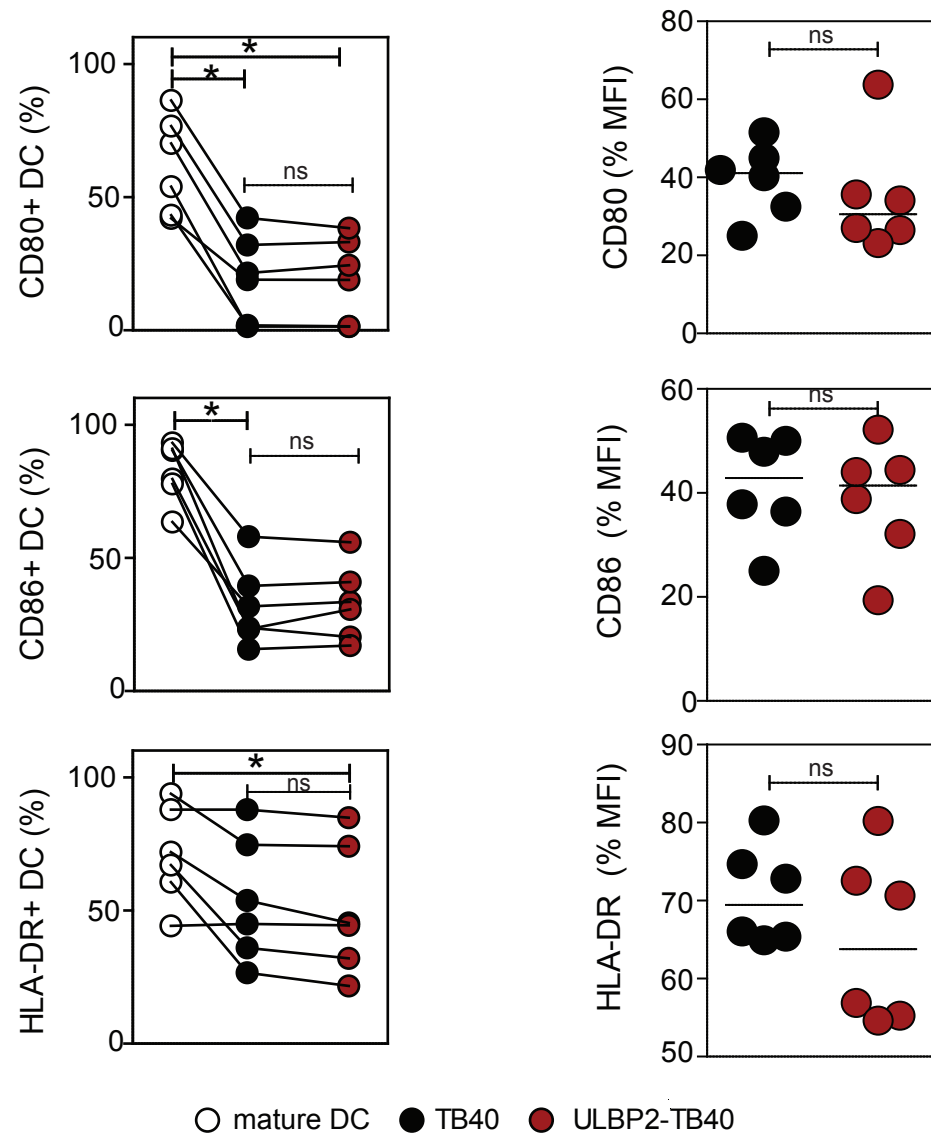 CD80+ DC (%)
100
50
0
*
*
ns
CD80 (% MFI)
80
60
40
20
0
ns
CD86+ DC (%)
100
50
0
*
ns
CD86 (% MFI)
60
40
20
0
ns
HLA-DR+ DC (%)
100
50
0
*
ns
HLA-DR (% MFI)
90
80
70
60
50
ns
mature DC TB40 ULBP2-TB40